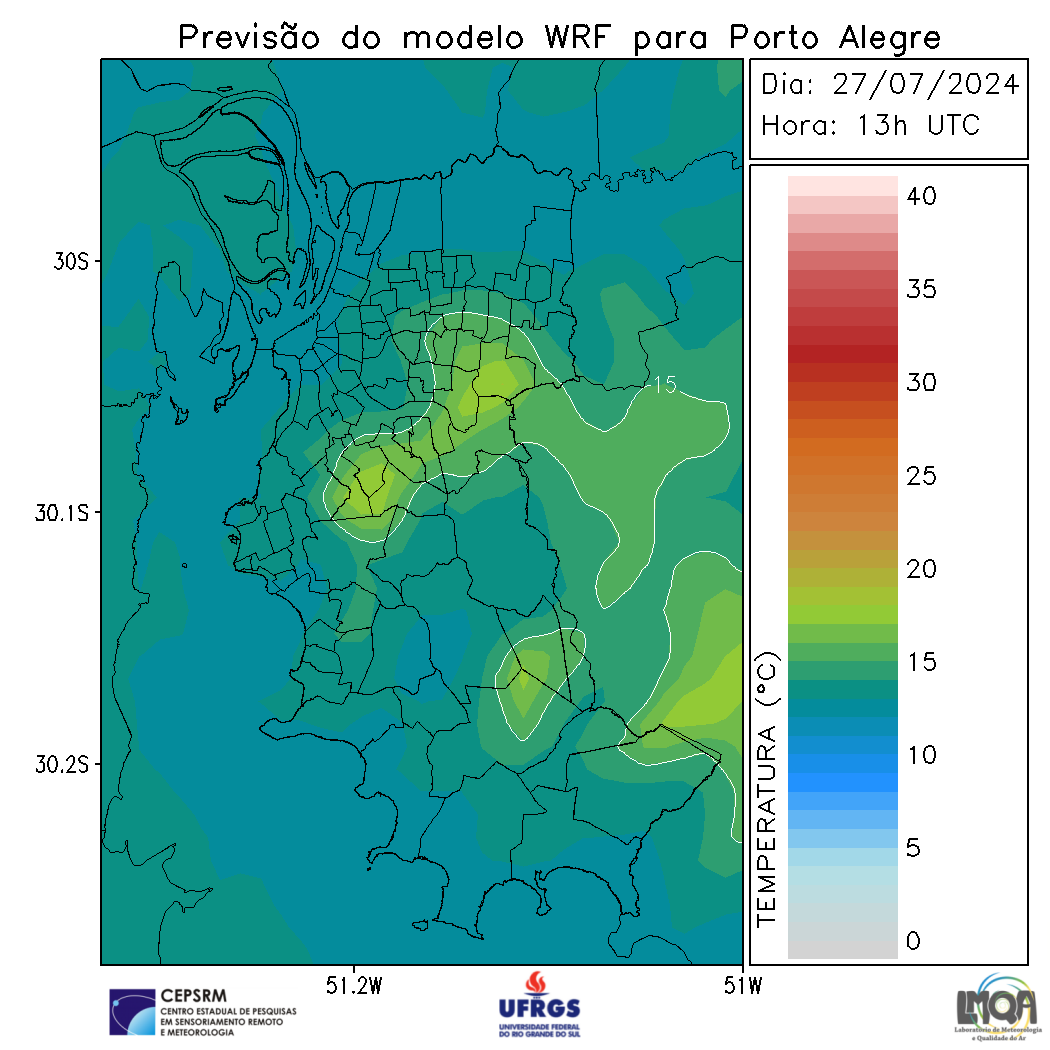 Previsão do modelo WRF para Porto Alegre
Dia: 27/07/2024
Hora: 13h UTC
40
35
30
25
20
15
10
5
0
TEMPERATURA (°C)
15
30S
30.1S
30.2S
51.2W
51W
CEPSRM
CENTRO ESTADUAL DE PESQUISAS
EM SENSORIAMENTO REMOTO
E METEOROLOGIA
UFRGS
UNIVERSIDADE FEDERAL
DO RIO GRANDE DO SUL
LMQA
Laboratório de Meteorologia
e Qualidade do Ar